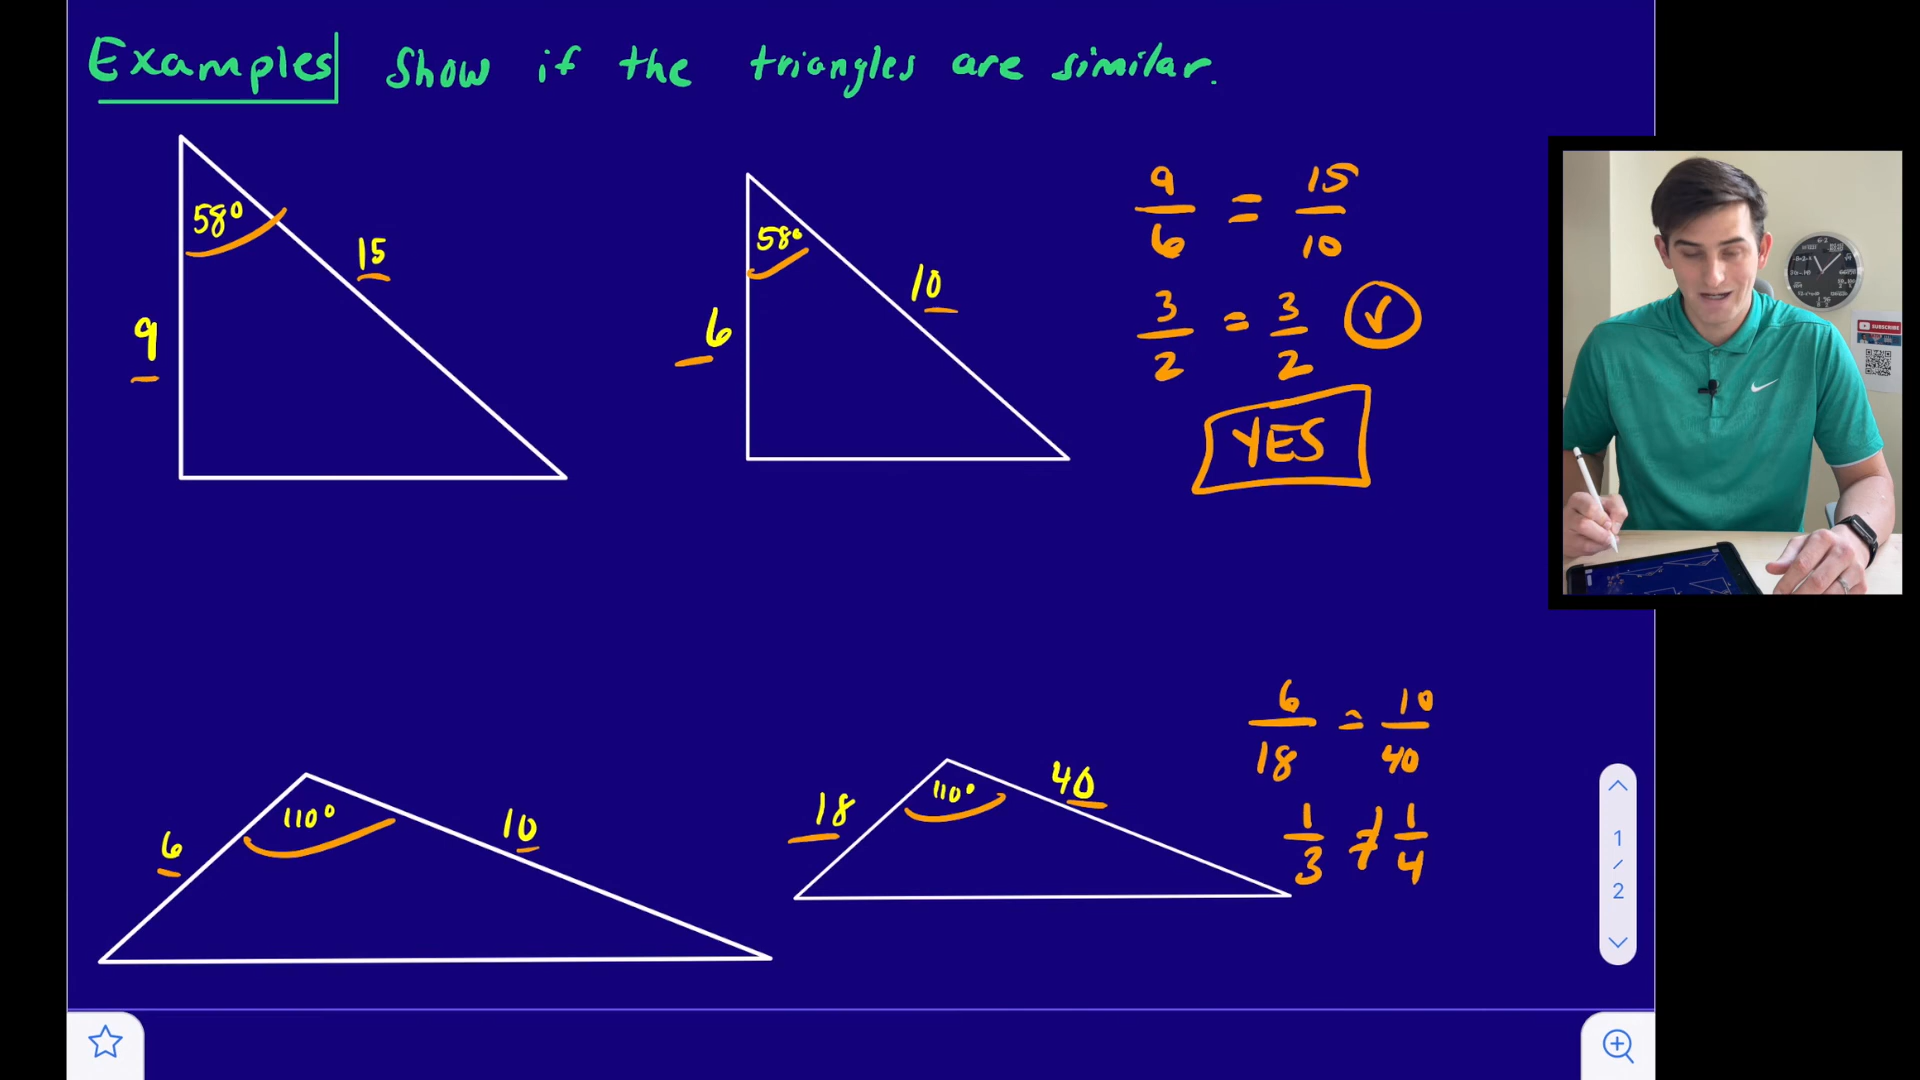 Examples Show if the triangles are similar.
58°
15
9
58°
10
6
9/6 = 15/10
3/2 = 3/2 ✓
YES
SUBSCRIBE
110°
6
10
110°
18
40
6/18 = 10/40
1/3 ≠ 1/4
1
/
2